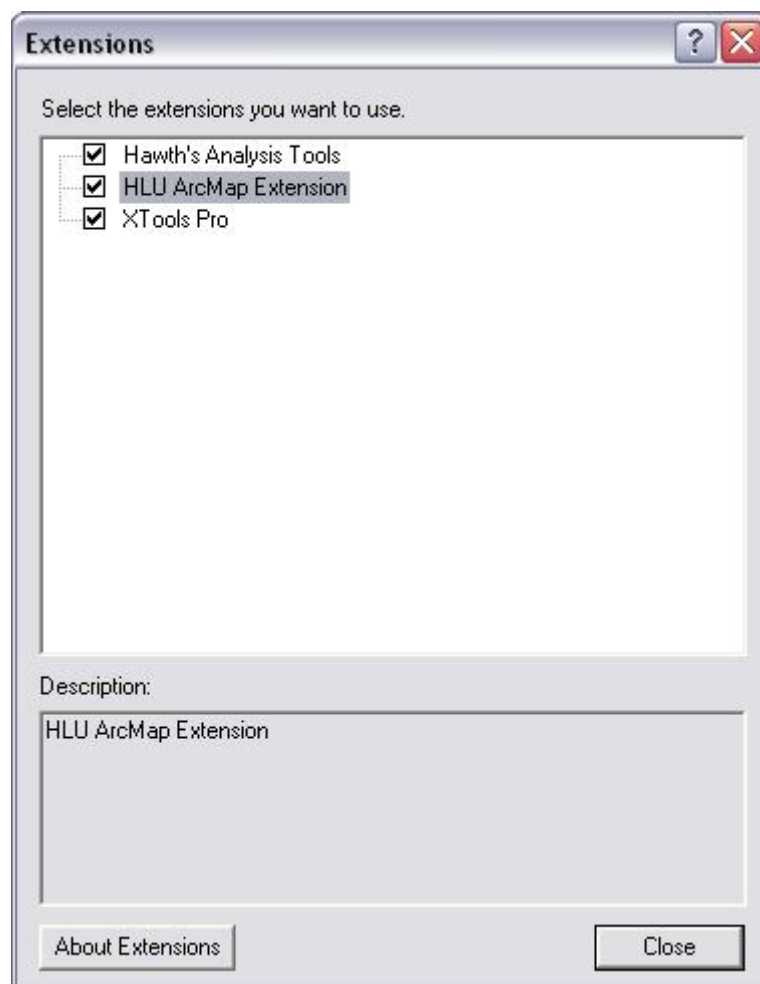 Extensions
Select the extensions you want to use.
Hawth's Analysis Tools
HLU ArcMap Extension
XTools Pro
Description:
HLU ArcMap Extension
About Extensions
Close